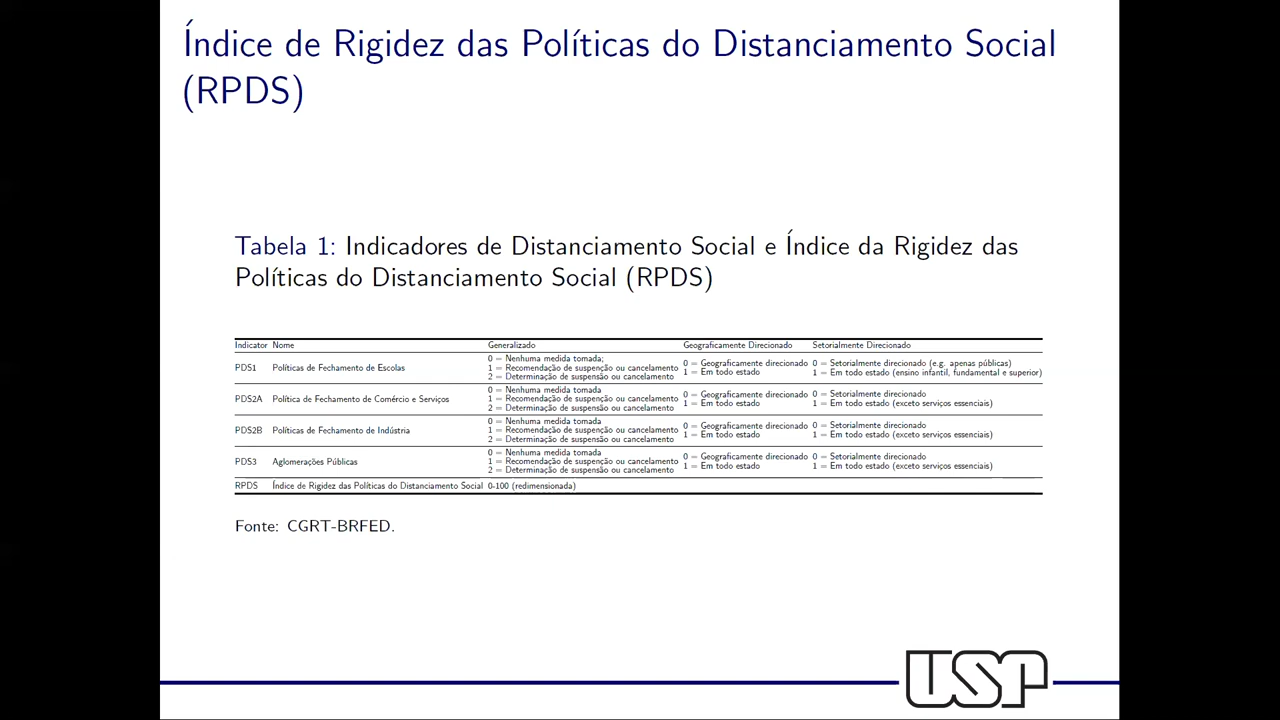 Índice de Rigidez das Políticas do Distanciamento Social
(RPDS)
Tabela 1: Indicadores de Distanciamento Social e Índice da Rigidez das
Políticas do Distanciamento Social (RPDS)
Indicator Nome Generalizado Geograficamente Direcionado Setorialmente Direcionado
PDS1 Políticas de Fechamento de Escolas
0 = Nenhuma medida tomada;
1 = Recomendação de suspenção ou cancelamento
2 = Determinação de suspensão ou cancelamento
0 = Geograficamente direcionado
1 = Em todo estado
0 = Setorialmente direcionado (e.g. apenas públicas)
1 = Em todo estado (ensino infantil, fundamental e superior)
PDS2A Política de Fechamento de Comércio e Serviços
0 = Nenhuma medida tomada
1 = Recomendação de suspenção ou cancelamento
2 = Determinação de suspensão ou cancelamento
0 = Geograficamente direcionado
1 = Em todo estado
0 = Setorialmente direcionado
1 = Em todo estado (exceto serviços essenciais)
PDS2B Políticas de Fechamento de Indústria
0 = Nenhuma medida tomada
1 = Recomendação de suspenção ou cancelamento
2 = Determinação de suspensão ou cancelamento
0 = Geograficamente direcionado
1 = Em todo estado
0 = Setorialmente direcionado
1 = Em todo estado (exceto serviços essenciais)
PDS3 Aglomerações Públicas
0 = Nenhuma medida tomada
1 = Recomendação de suspenção ou cancelamento
2 = Determinação de suspensão ou cancelamento
0 = Geograficamente direcionado
1 = Em todo estado
0 = Setorialmente direcionado
1 = Em todo estado (exceto serviços essenciais)
RPDS Índice de Rigidez das Políticas do Distanciamento Social 0-100 (redimensionada)
Fonte: CGRT-BRFED.
USP